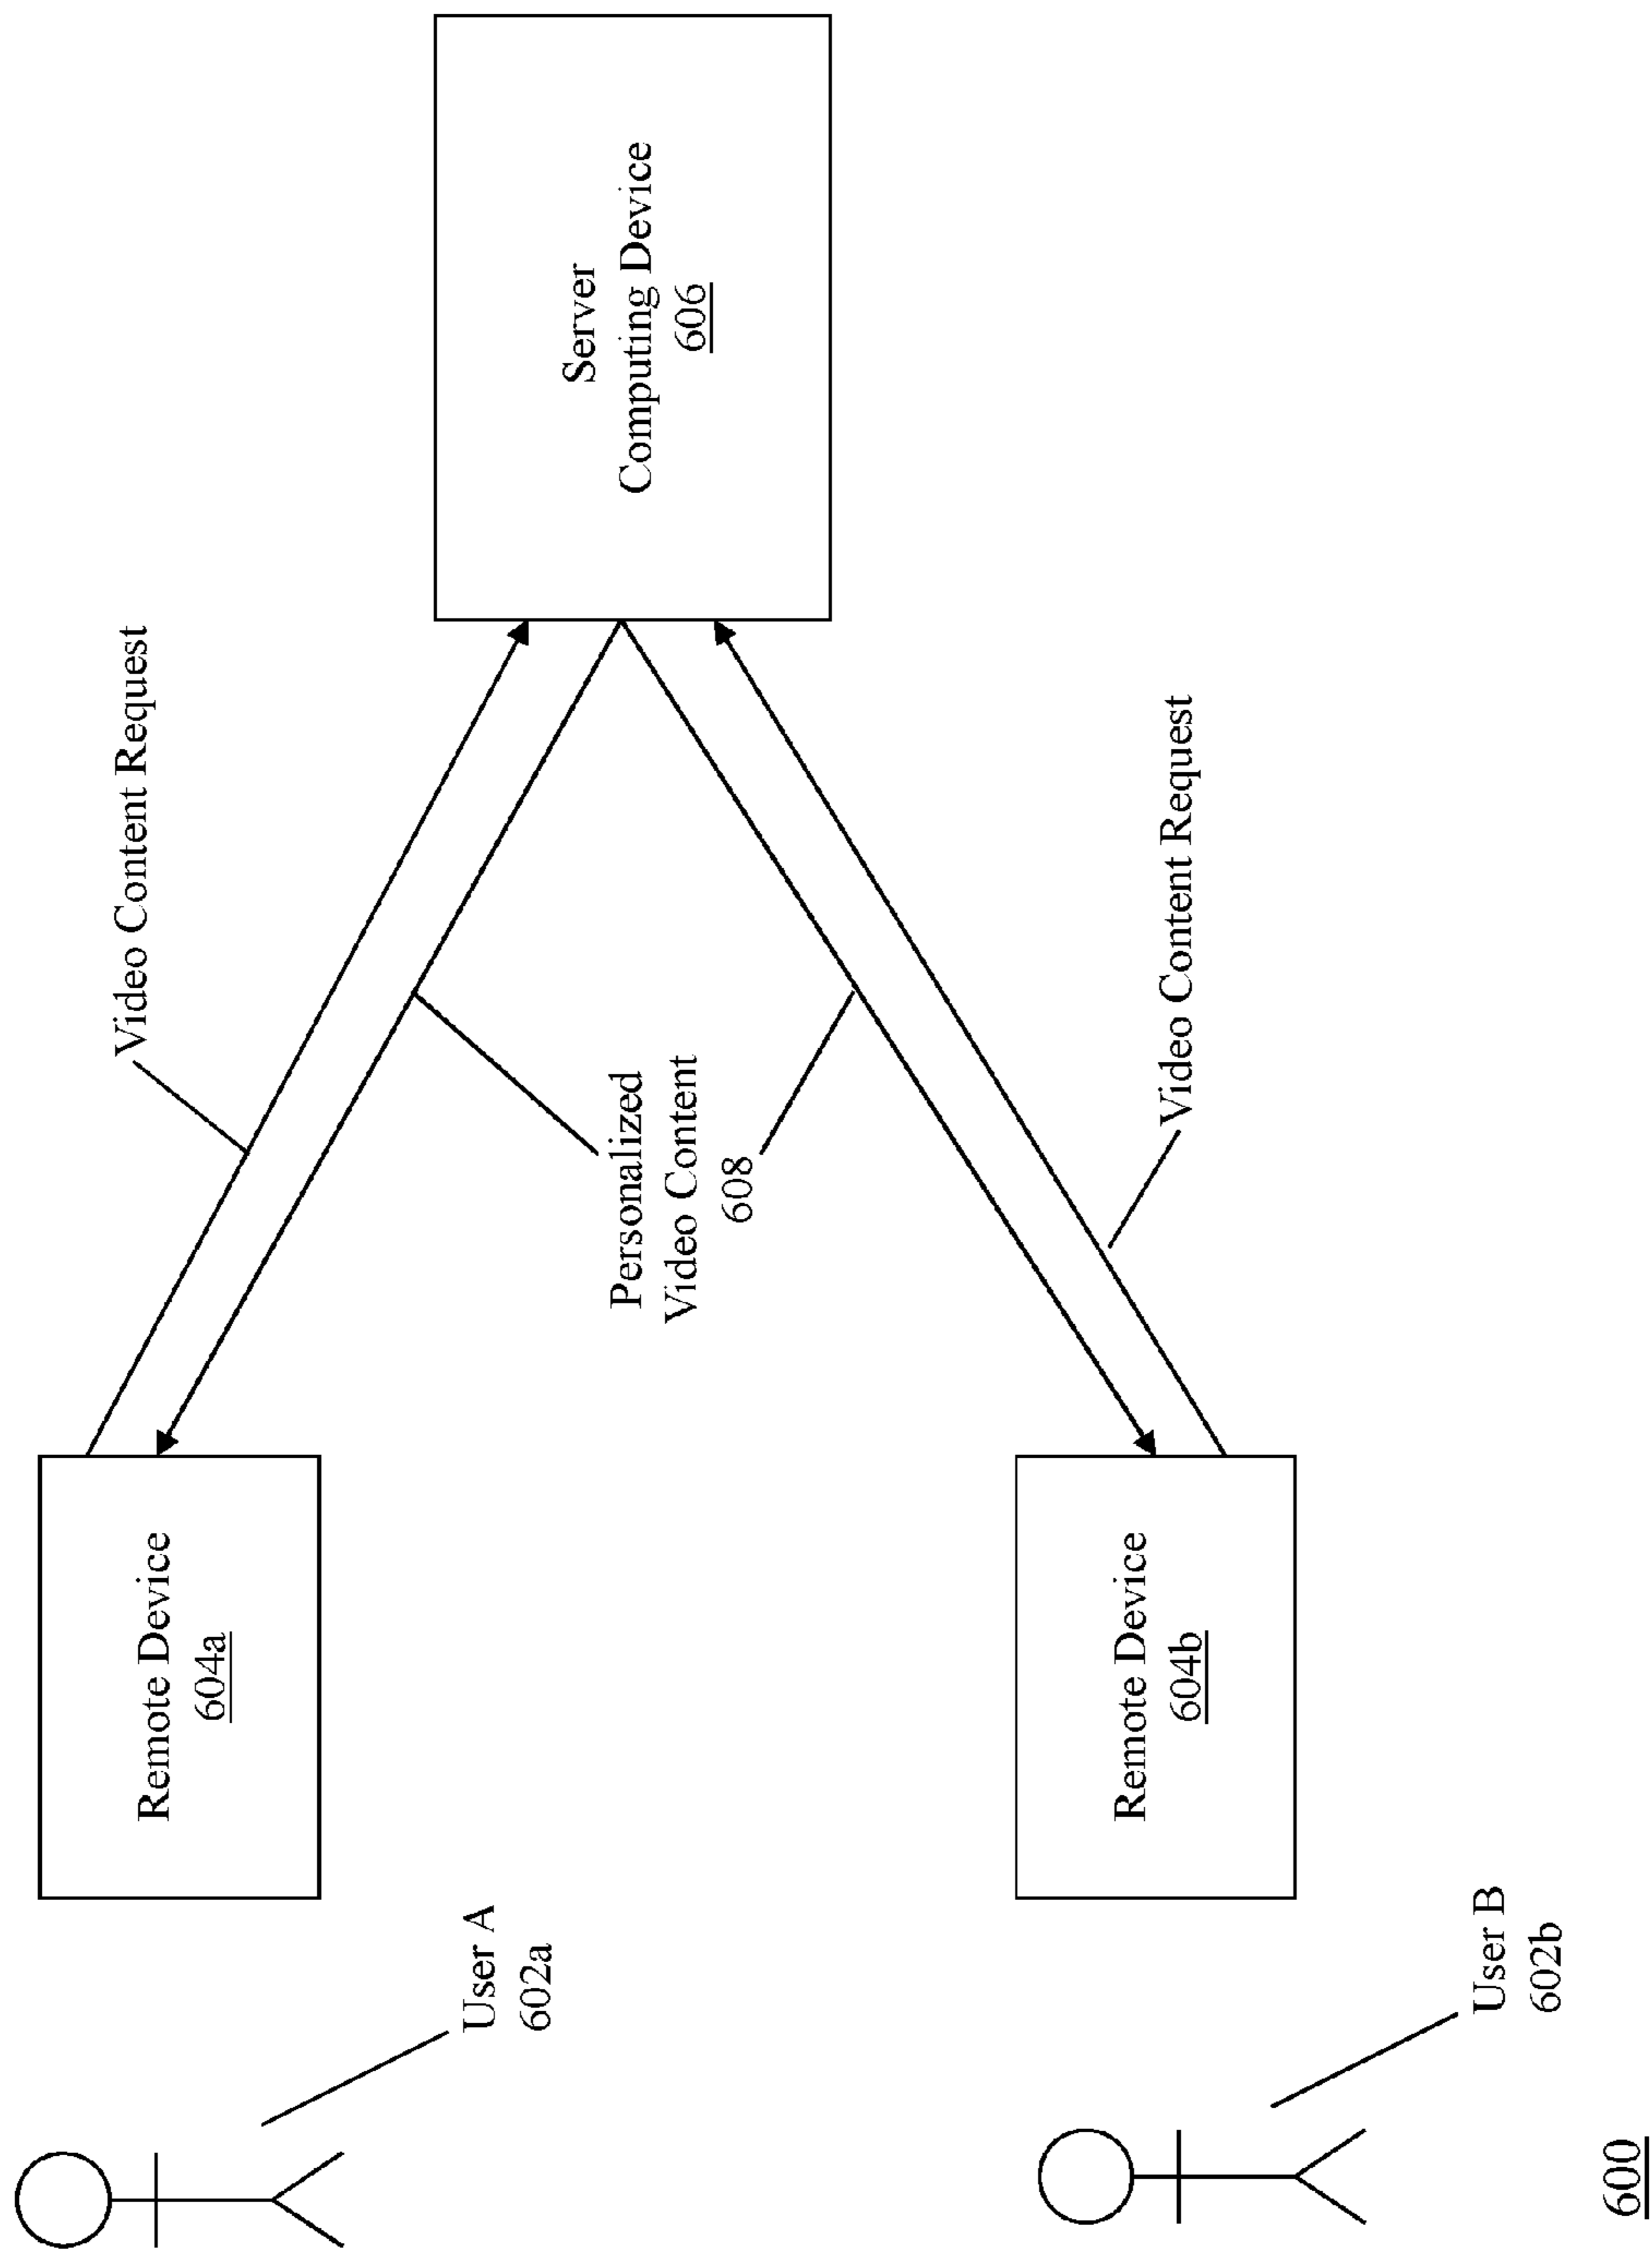 User A
602a
Remote Device
604a
Video Content Request
Personalized
Video Content
608
Server
Computing Device
606
User B
602b
Remote Device
604b
Video Content Request
600